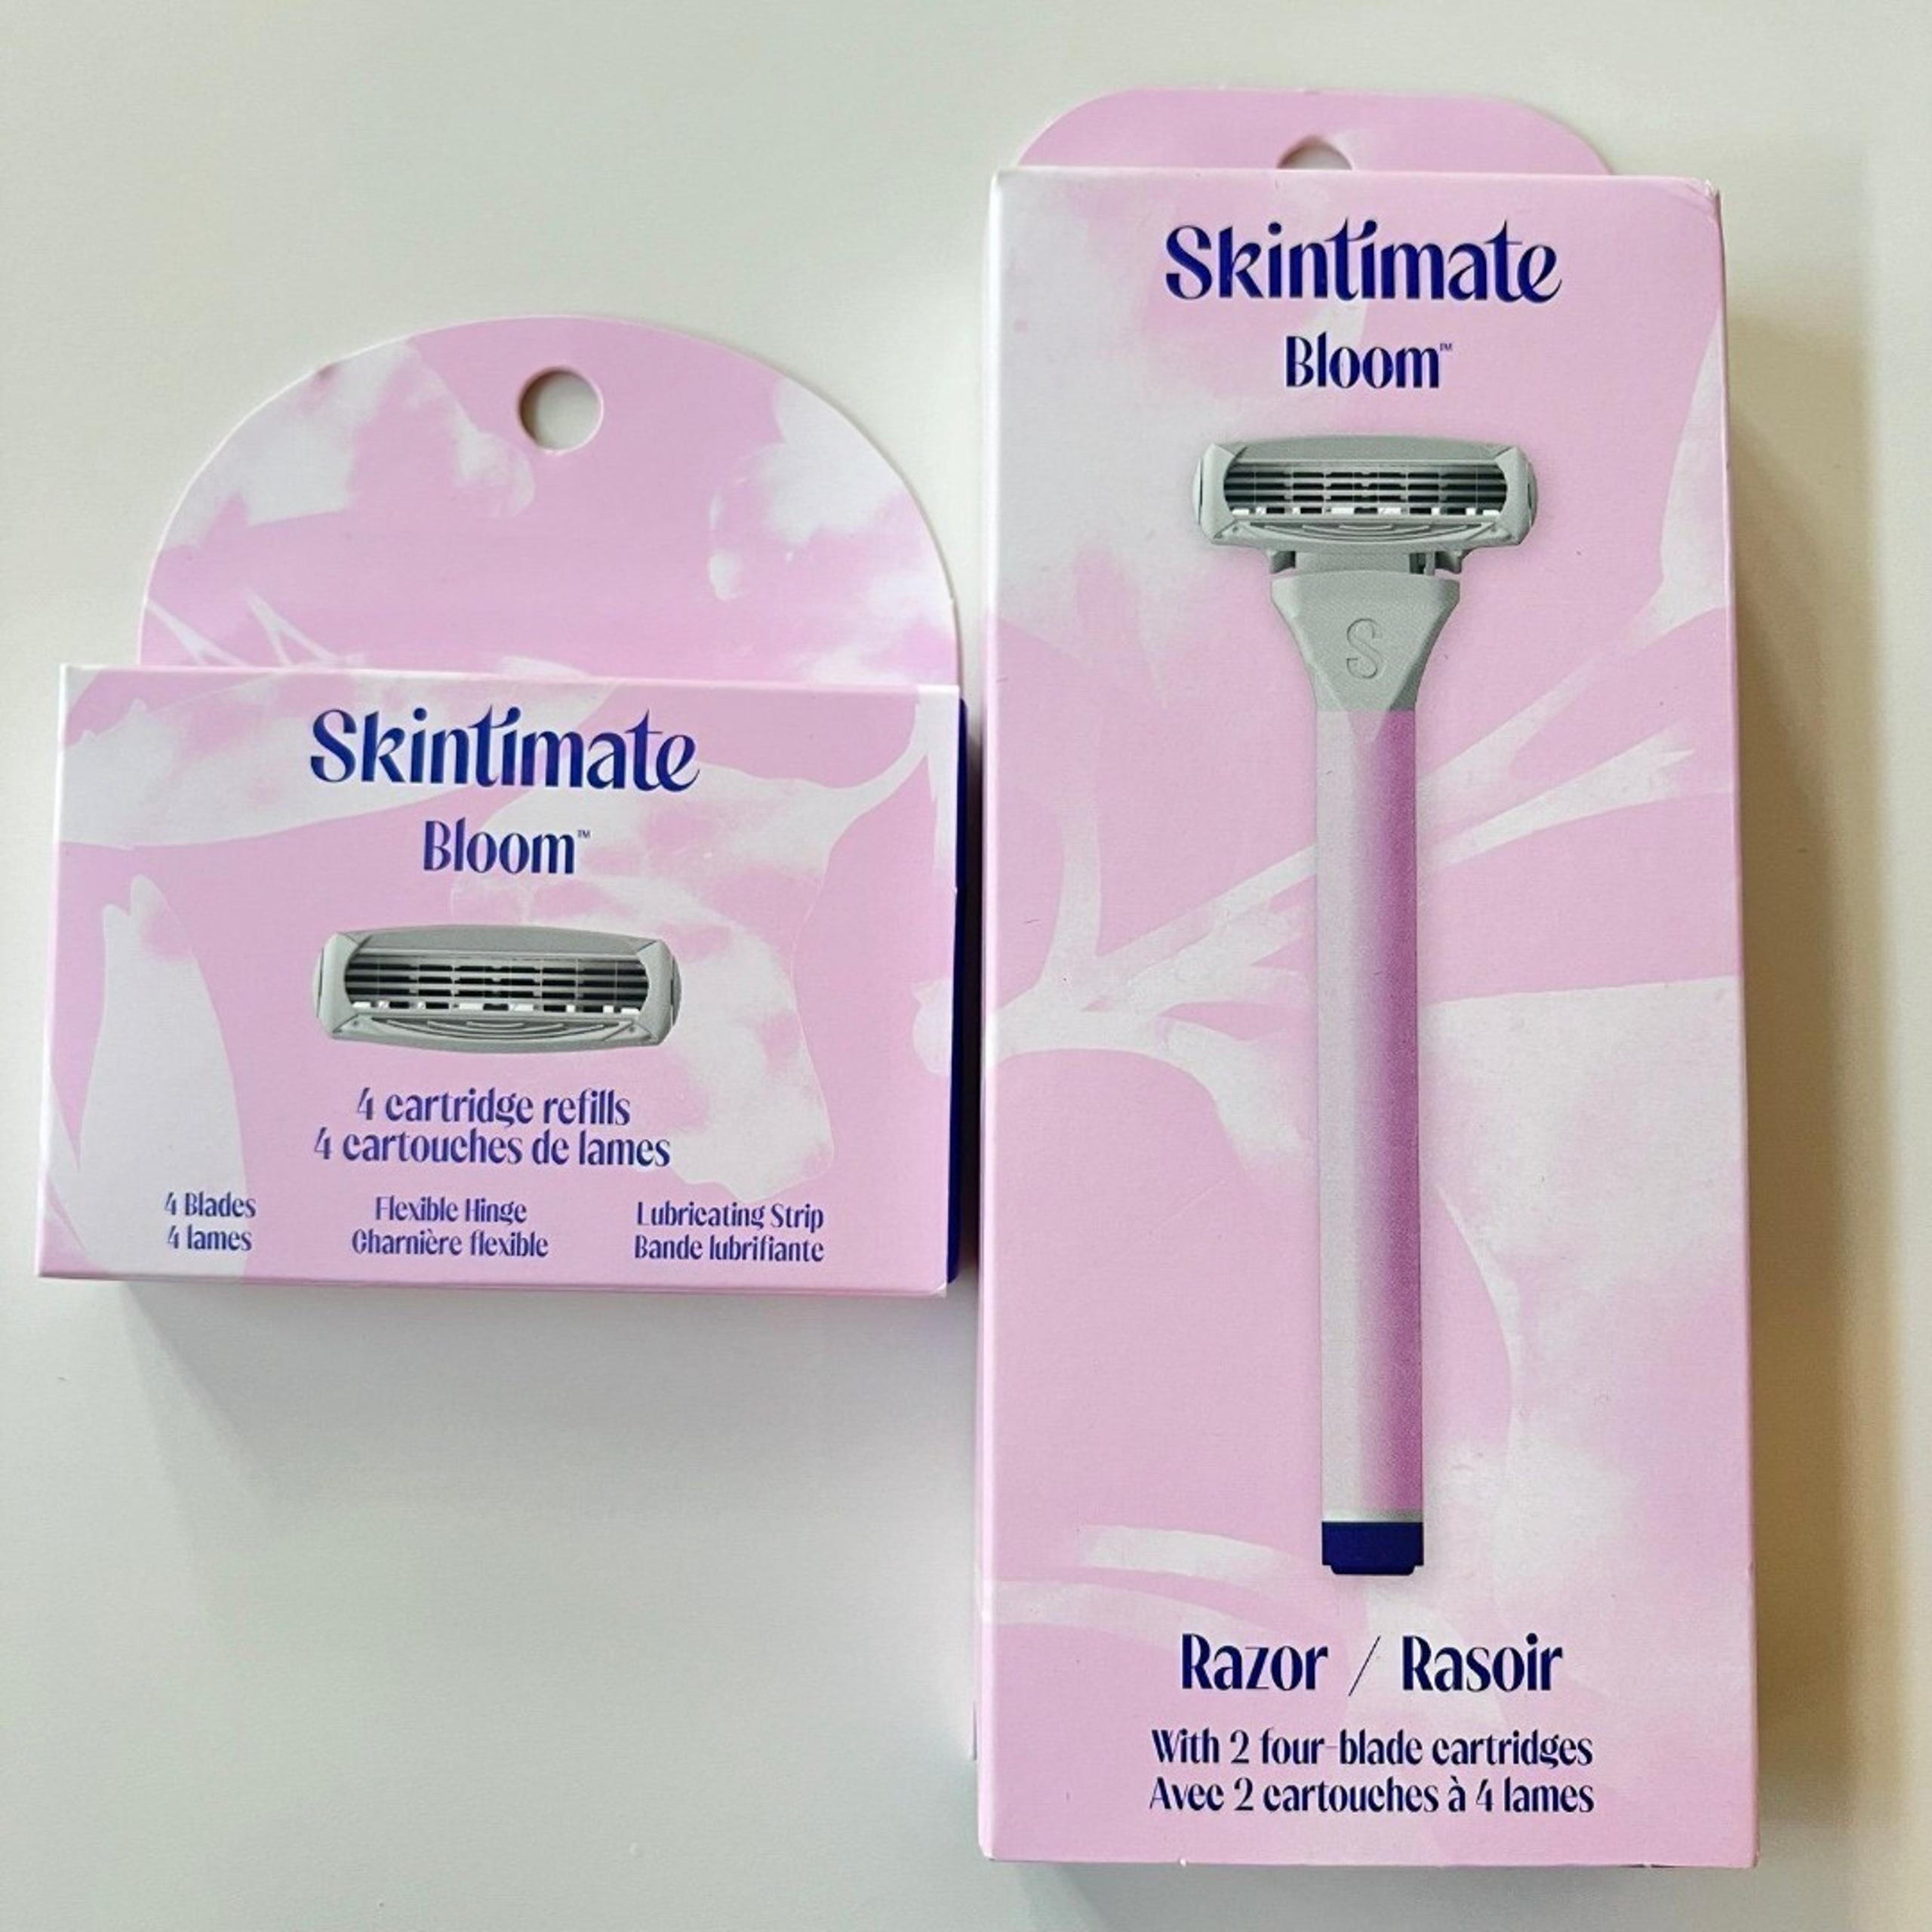 Skintimate
Bloom™
4 cartridge refills
4 cartouches de lames
4 Blades
4 lames
Flexible Hinge
Charnière flexible
Lubricating Strip
Bande lubrifiante
Skintimate
Bloom™
S
Razor / Rasoir
With 2 four-blade cartridges
Avec 2 cartouches à 4 lames